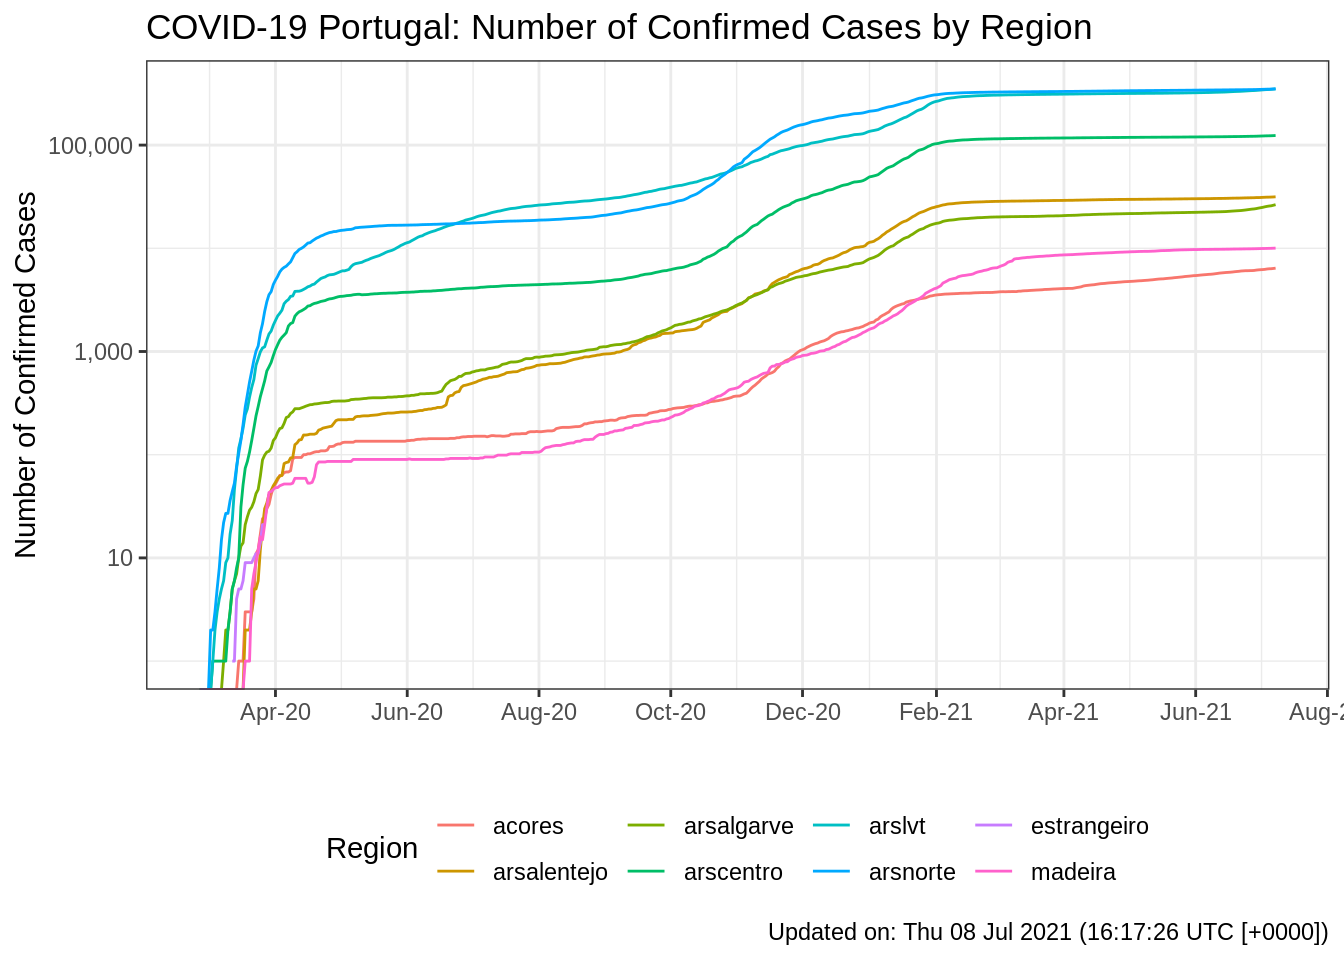 COVID-19 Portugal: Number of Confirmed Cases by Region
Number of Confirmed Cases
100,000
1,000
10
Apr-20 Jun-20 Aug-20 Oct-20 Dec-20 Feb-21 Apr-21 Jun-21 Aug-2
Region
acores arsalgarve arslvt estrangeiro
arsalentejo arscentro arsnorte madeira
Updated on: Thu 08 Jul 2021 (16:17:26 UTC [+0000])